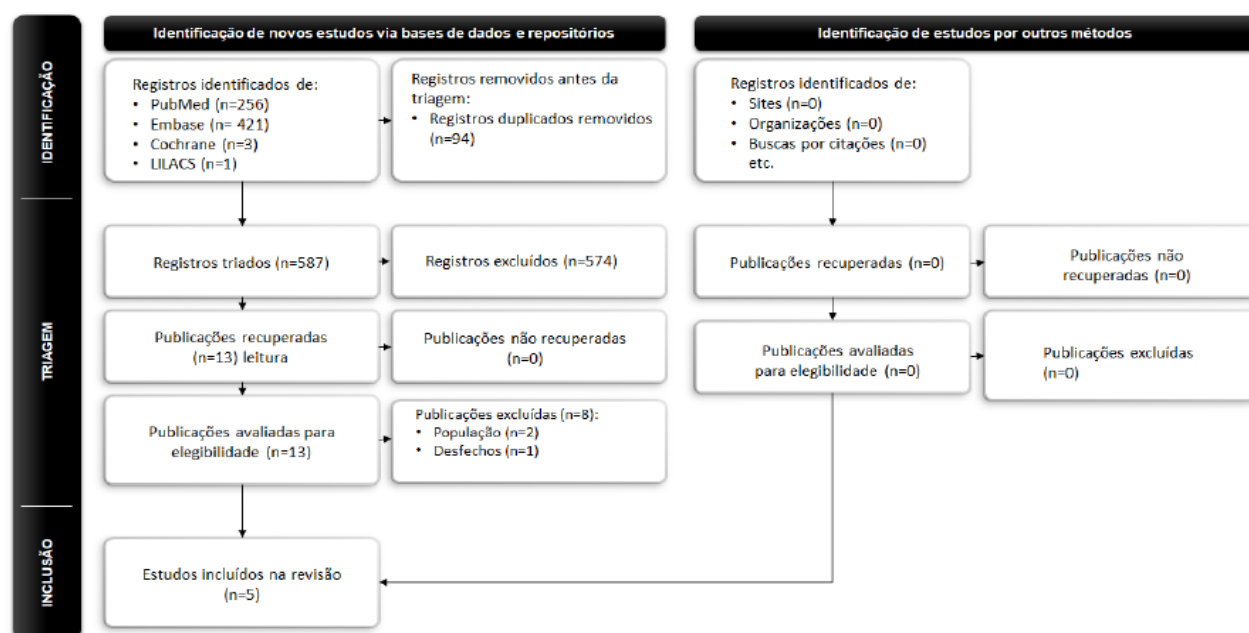 Identificação de novos estudos via bases de dados e repositórios
Identificação de estudos por outros métodos
IDENTIFICAÇÃO
Registros identificados de:
• PubMed (n=256)
• Embase (n= 421)
• Cochrane (n=3)
• LILACS (n=1)
Registros removidos antes da
triagem:
• Registros duplicados removidos
(n=94)
Registros identificados de:
• Sites (n=0)
• Organizações (n=0)
• Buscas por citações (n=0)
etc.
TRIAGEM
Registros triados (n=587)
Registros excluídos (n=574)
Publicações recuperadas (n=0)
Publicações não
recuperadas (n=0)
Publicações recuperadas
(n=13) leitura
Publicações não recuperadas
(n=0)
Publicações avaliadas
para elegibilidade (n=0)
Publicações excluídas
(n=0)
Publicações avaliadas para
elegibilidade (n=13)
Publicações excluídas (n=8):
• População (n=2)
• Desfechos (n=1)
INCLUSÃO
Estudos incluídos na revisão
(n=5)